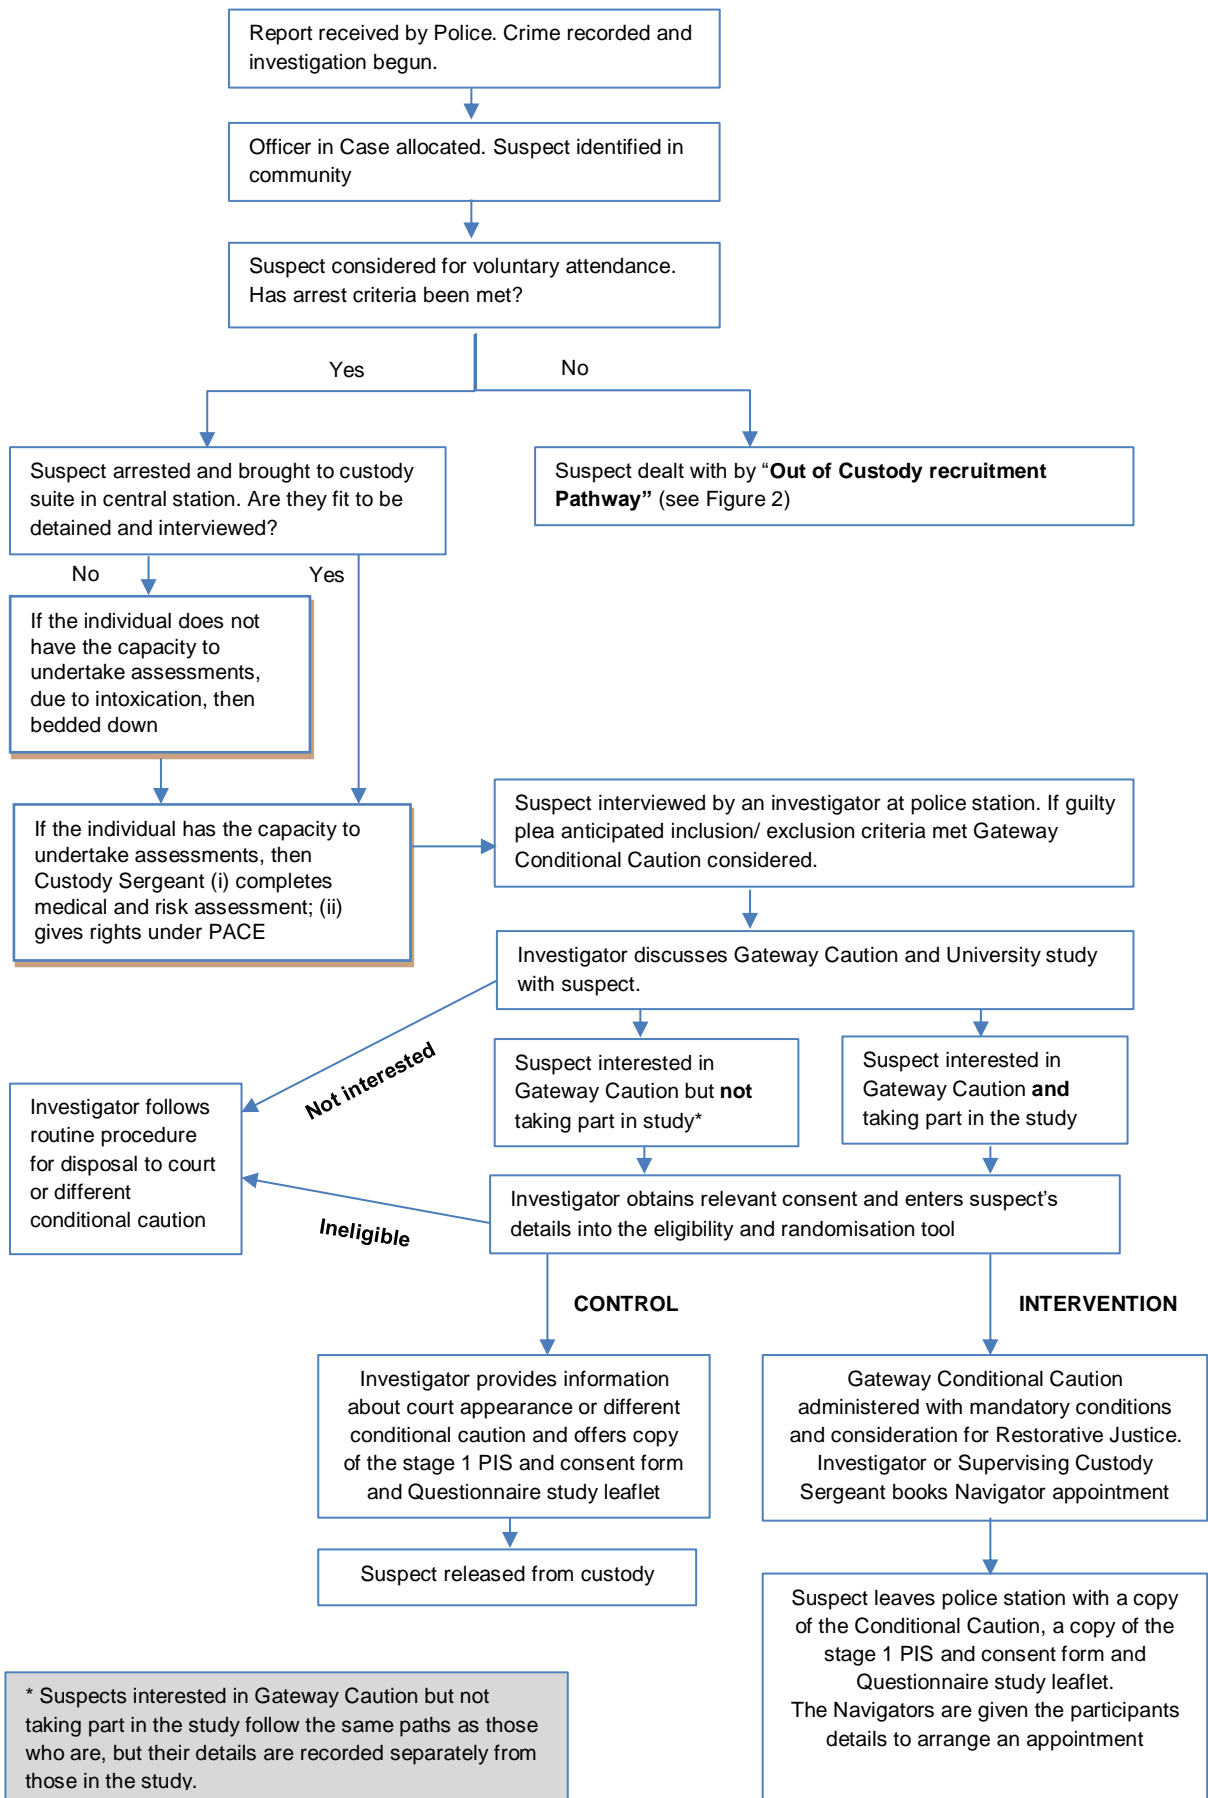 Report received by Police. Crime recorded and
investigation begun.
Officer in Case allocated. Suspect identified in
community
Suspect considered for voluntary attendance.
Has arrest criteria been met?
Yes
No
Suspect arrested and brought to custody
suite in central station. Are they fit to be
detained and interviewed?
Suspect dealt with by “Out of Custody recruitment
Pathway” (see Figure 2)
No
Yes
If the individual does not
have the capacity to
undertake assessments,
due to intoxication, then
bedded down
If the individual has the capacity to
undertake assessments, then
Custody Sergeant (i) completes
medical and risk assessment; (ii)
gives rights under PACE
Suspect interviewed by an investigator at police station. If guilty
plea anticipated inclusion/ exclusion criteria met Gateway
Conditional Caution considered.
Investigator discusses Gateway Caution and University study
with suspect.
Not interested
Suspect interested in
Gateway Caution but not
taking part in study*
Suspect interested in
Gateway Caution and
taking part in the study
Investigator follows
routine procedure
for disposal to court
or different
conditional caution
Investigator obtains relevant consent and enters suspect’s
details into the eligibility and randomisation tool
Ineligible
CONTROL
INTERVENTION
Investigator provides information
about court appearance or different
conditional caution and offers copy
of the stage 1 PIS and consent form
and Questionnaire study leaflet
Gateway Conditional Caution
administered with mandatory conditions
and consideration for Restorative Justice.
Investigator or Supervising Custody
Sergeant books Navigator appointment
Suspect released from custody
Suspect leaves police station with a copy
of the Conditional Caution, a copy of the
stage 1 PIS and consent form and
Questionnaire study leaflet.
The Navigators are given the participants
details to arrange an appointment
* Suspects interested in Gateway Caution but not
taking part in the study follow the same paths as those
who are, but their details are recorded separately from
those in the study.